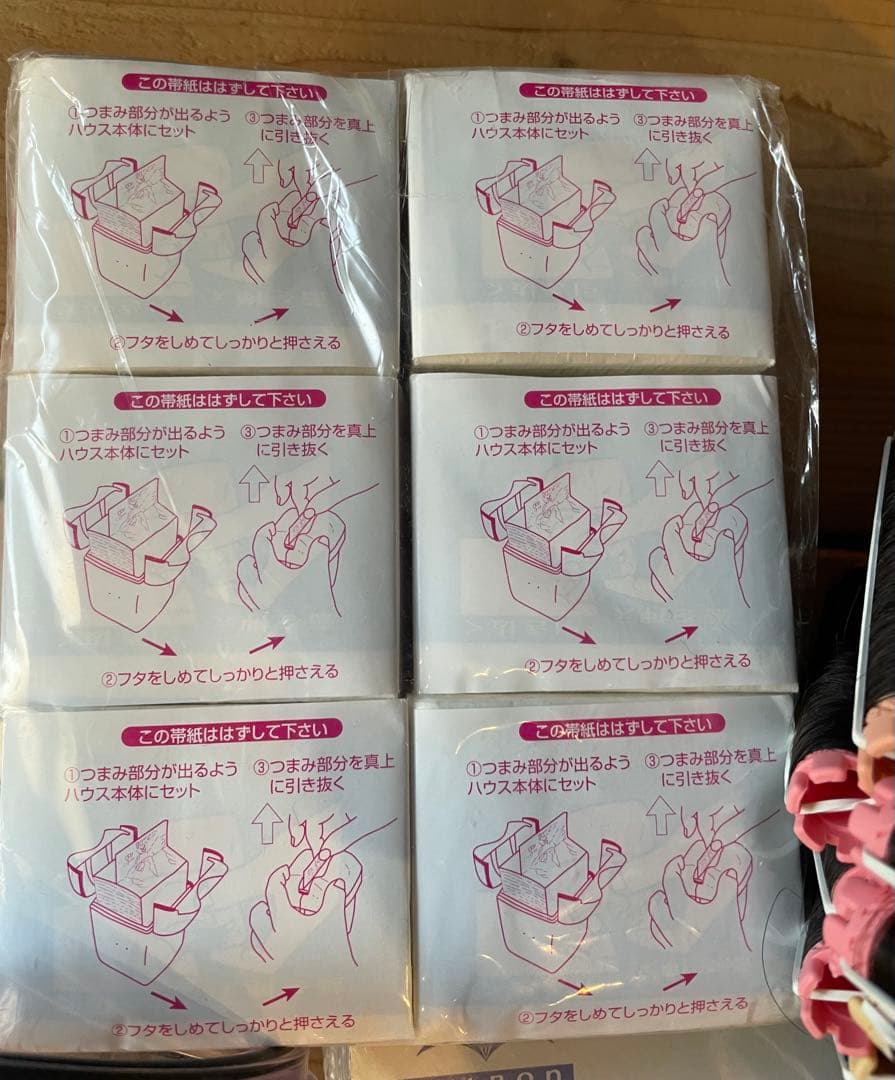 この帯紙ははずして下さい
①つまみ部分が出るよう
ハウス本体にセット
③つまみ部分を真上
に引き抜く
②フタをしめてしっかりと押さえる
この帯紙ははずして下さい
①つまみ部分が出るよう
ハウス本体にセット
③つまみ部分を真上
に引き抜く
②フタをしめてしっかりと押さえる
この帯紙ははずして下さい
①つまみ部分が出るよう
ハウス本体にセット
③つまみ部分を真上
に引き抜く
②フタをしめてしっかりと押さえる
この帯紙ははずして下さい
①つまみ部分が出るよう
ハウス本体にセット
③つまみ部分を真上
に引き抜く
②フタをしめてしっかりと押さえる
この帯紙ははずして下さい
①つまみ部分が出るよう
ハウス本体にセット
③つまみ部分を真上
に引き抜く
②フタをしめてしっかりと押さえる
この帯紙ははずして下さい
①つまみ部分が出るよう
ハウス本体にセット
③つまみ部分を真上
に引き抜く
②フタをしめてしっかりと押さえる